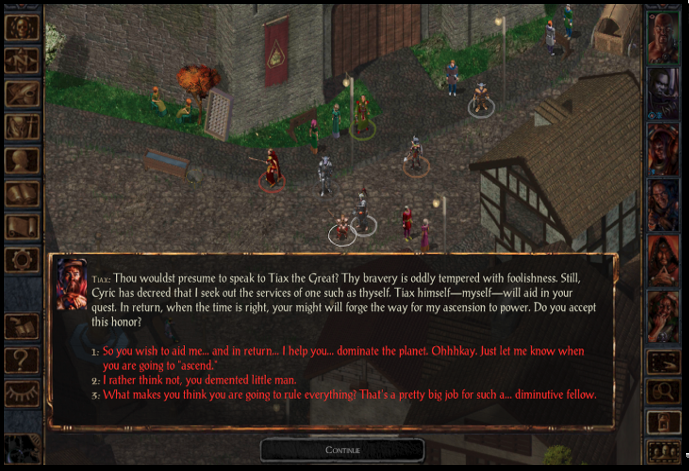 TIAX: Thou wouldst presume to speak to Tiax the Great? Thy bravery is oddly tempered with foolishness. Still,
Cyric has decreed that I seek out the services of one such as thyself. Tiax himself—myself—will aid in your
quest. In return, when the time is right, your might will forge the way for my ascension to power. Do you accept
this honor?
1: So you wish to aid me... and in return... I help you... dominate the planet. Ohhhkay. Just let me know when
you are going to "ascend."
2: I rather think not, you demented little man.
3: What makes you think you are going to rule everything? That's a pretty big job for such a... diminutive fellow.
CONTINUE